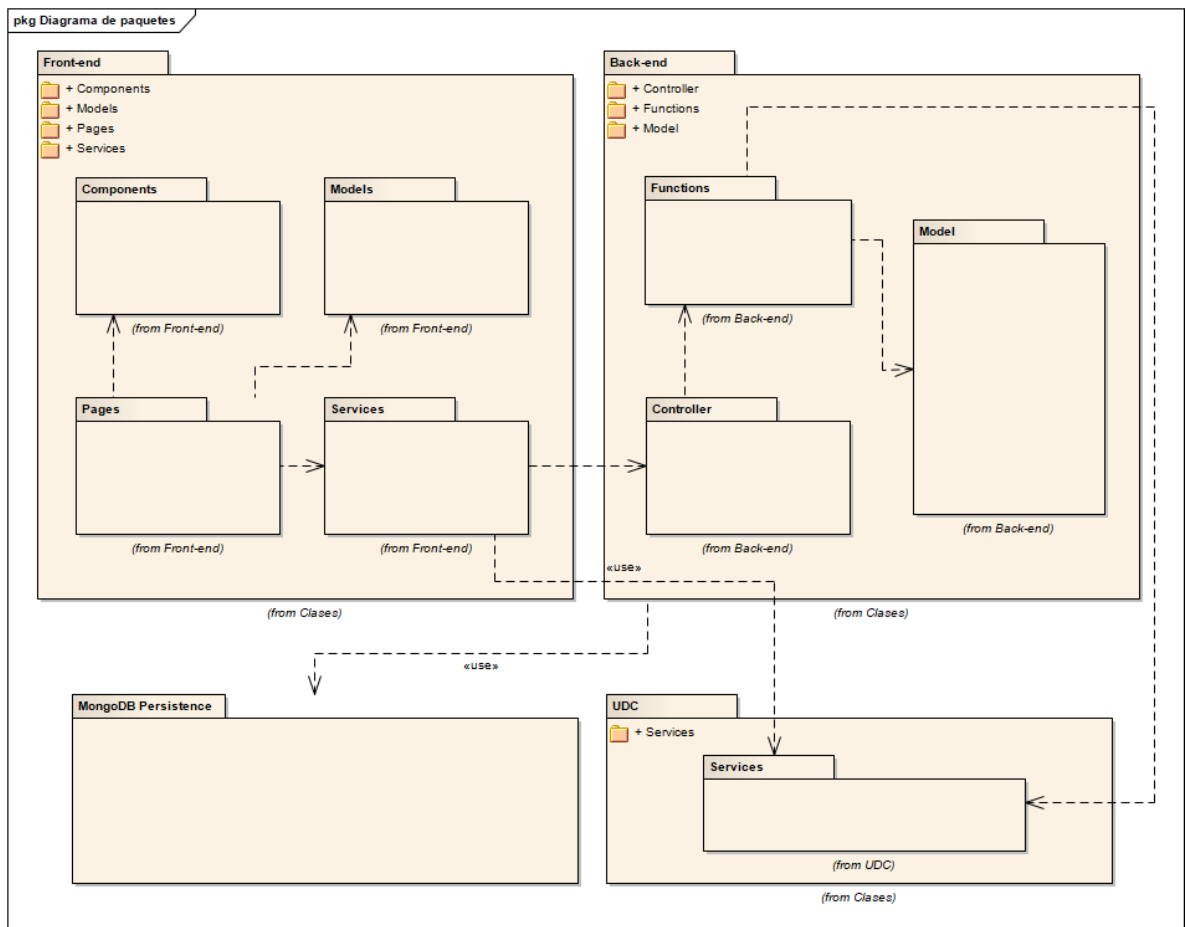 pkg Diagrama de paquetes
Front-end
+ Components
+ Models
+ Pages
+ Services
Components
(from Front-end)
Models
(from Front-end)
Pages
(from Front-end)
Services
(from Front-end)
(from Clases)
Back-end
+ Controller
+ Functions
+ Model
Functions
(from Back-end)
Model
(from Back-end)
Controller
(from Back-end)
«use»
(from Clases)
«use»
MongoDB Persistence
UDC
+ Services
Services
(from UDC)
(from Clases)